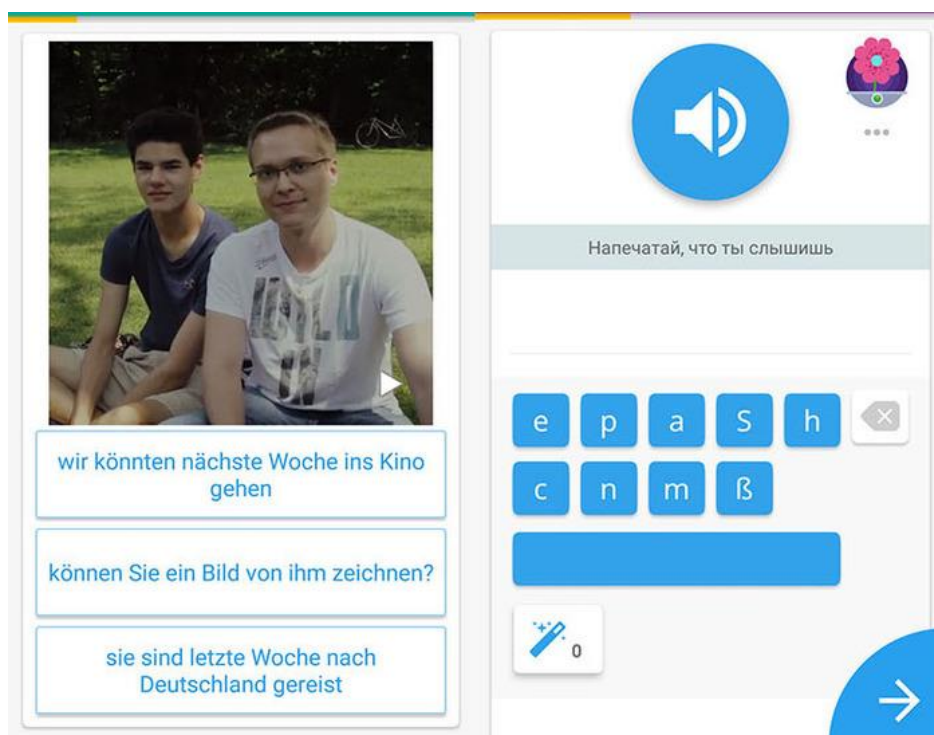 wir könnten nächste Woche ins Kino
gehen
können Sie ein Bild von ihm zeichnen?
sie sind letzte Woche nach
Deutschland gereist
Напечатай, что ты слышишь
e p a S h
c n m ß
0